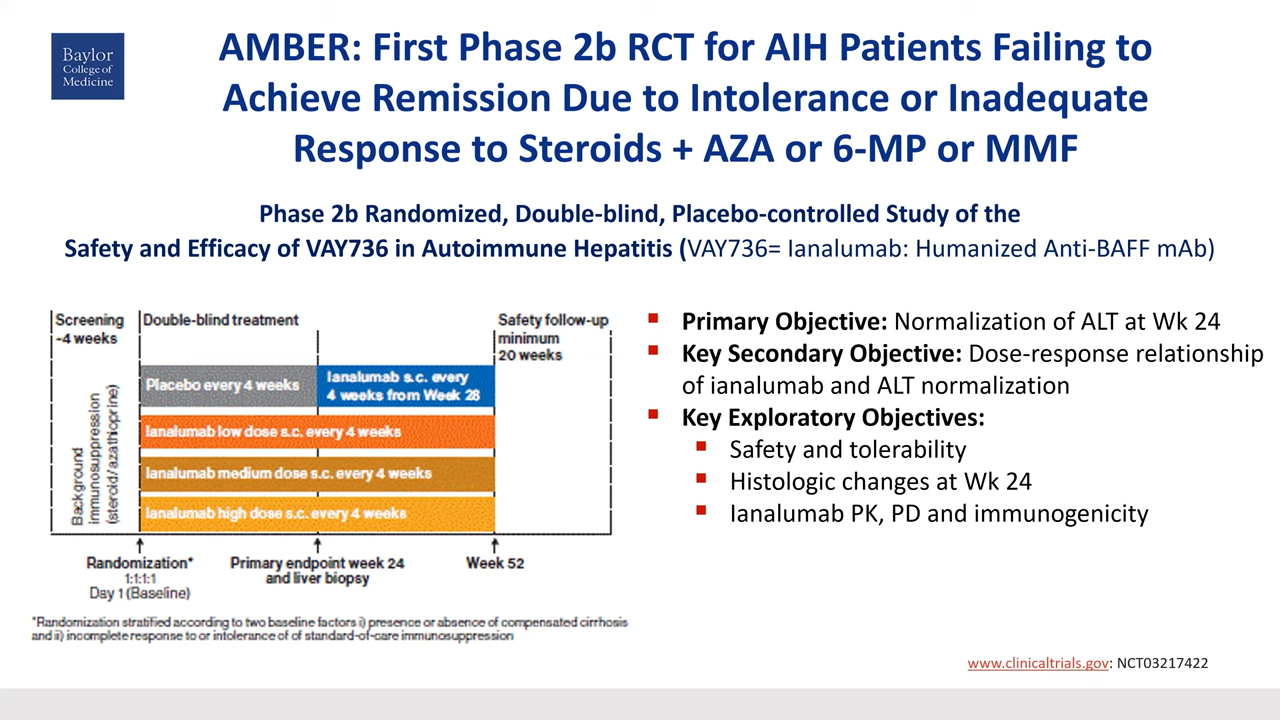 Baylor
College of
Medicine
AMBER: First Phase 2b RCT for AIH Patients Failing to
Achieve Remission Due to Intolerance or Inadequate
Response to Steroids + AZA or 6-MP or MMF
Phase 2b Randomized, Double-blind, Placebo-controlled Study of the
Safety and Efficacy of VAY736 in Autoimmune Hepatitis (VAY736= Ianalumab: Humanized Anti-BAFF mAb)
Screening
-4 weeks
Double-blind treatment
Safety follow-up
minimum
20 weeks
Background
immunosuppression
(steroid/azathioprine)
Placebo every 4 weeks
Ianalumab s.c. every
4 weeks from Week 28
Ianalumab low dose s.c. every 4 weeks
Ianalumab medium dose s.c. every 4 weeks
Ianalumab high dose s.c. every 4 weeks
Randomization*
1:1:1:1
Day 1 (Baseline)
Primary endpoint week 24
and liver biopsy
Week 52
*Randomization stratified according to two baseline factors i) presence or absence of compensated cirrhosis
and ii) incomplete response to or intolerance of of standard-of-care immunosuppression
▪ Primary Objective: Normalization of ALT at Wk 24
▪ Key Secondary Objective: Dose-response relationship
of ianalumab and ALT normalization
▪ Key Exploratory Objectives:
▪ Safety and tolerability
▪ Histologic changes at Wk 24
▪ Ianalumab PK, PD and immunogenicity
www.clinicaltrials.gov: NCT03217422